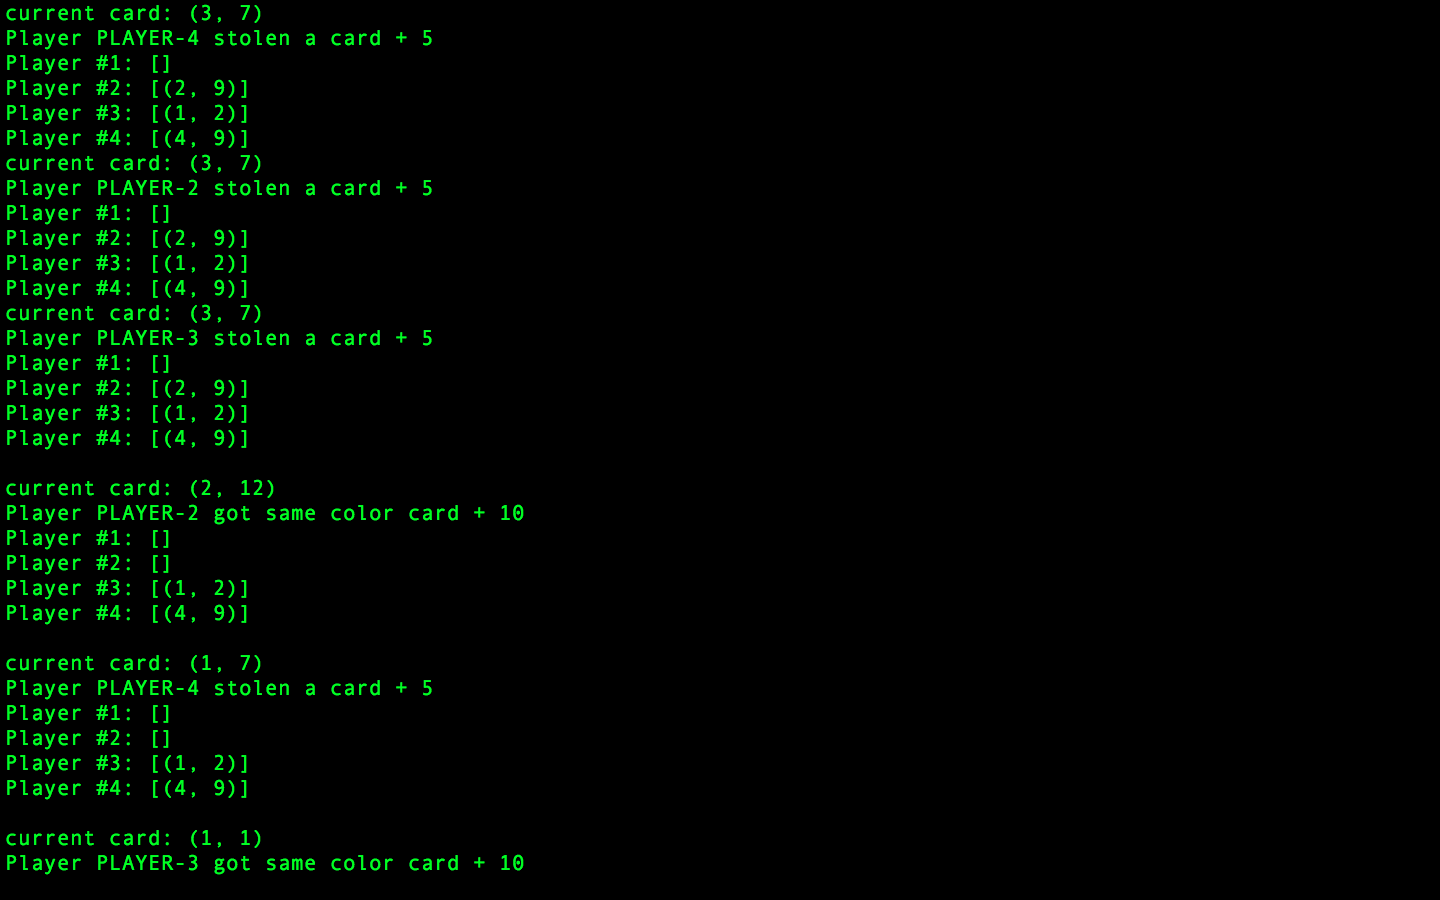 current card: (3, 7)
Player PLAYER-4 stolen a card + 5
Player #1: []
Player #2: [(2, 9)]
Player #3: [(1, 2)]
Player #4: [(4, 9)]
current card: (3, 7)
Player PLAYER-2 stolen a card + 5
Player #1: []
Player #2: [(2, 9)]
Player #3: [(1, 2)]
Player #4: [(4, 9)]
current card: (3, 7)
Player PLAYER-3 stolen a card + 5
Player #1: []
Player #2: [(2, 9)]
Player #3: [(1, 2)]
Player #4: [(4, 9)]
current card: (2, 12)
Player PLAYER-2 got same color card + 10
Player #1: []
Player #2: []
Player #3: [(1, 2)]
Player #4: [(4, 9)]
current card: (1, 7)
Player PLAYER-4 stolen a card + 5
Player #1: []
Player #2: []
Player #3: [(1, 2)]
Player #4: [(4, 9)]
current card: (1, 1)
Player PLAYER-3 got same color card + 10